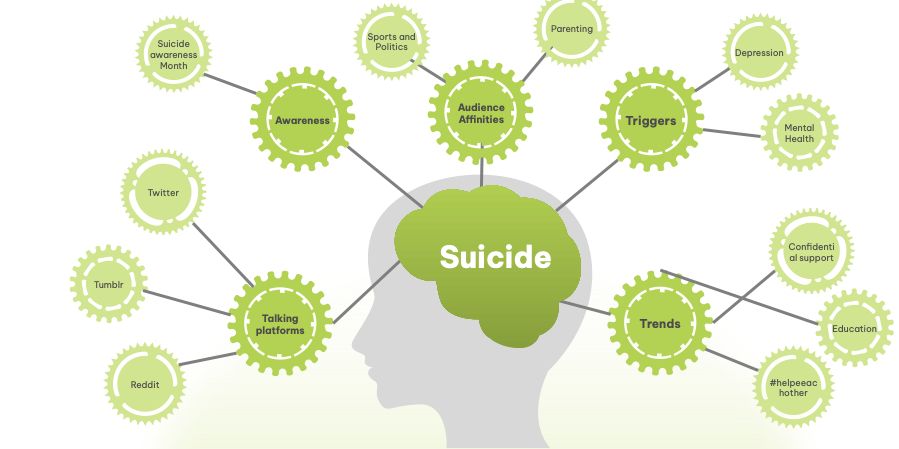 Suicide
awareness
Month
Sports and
Politics
Parenting
Depression
Awareness
Audience
Affinities
Triggers
Mental
Health
Twitter
Suicide
Confidenti
al support
Tumblr
Talking
platforms
Trends
Education
Reddit
#helpeeac
hother